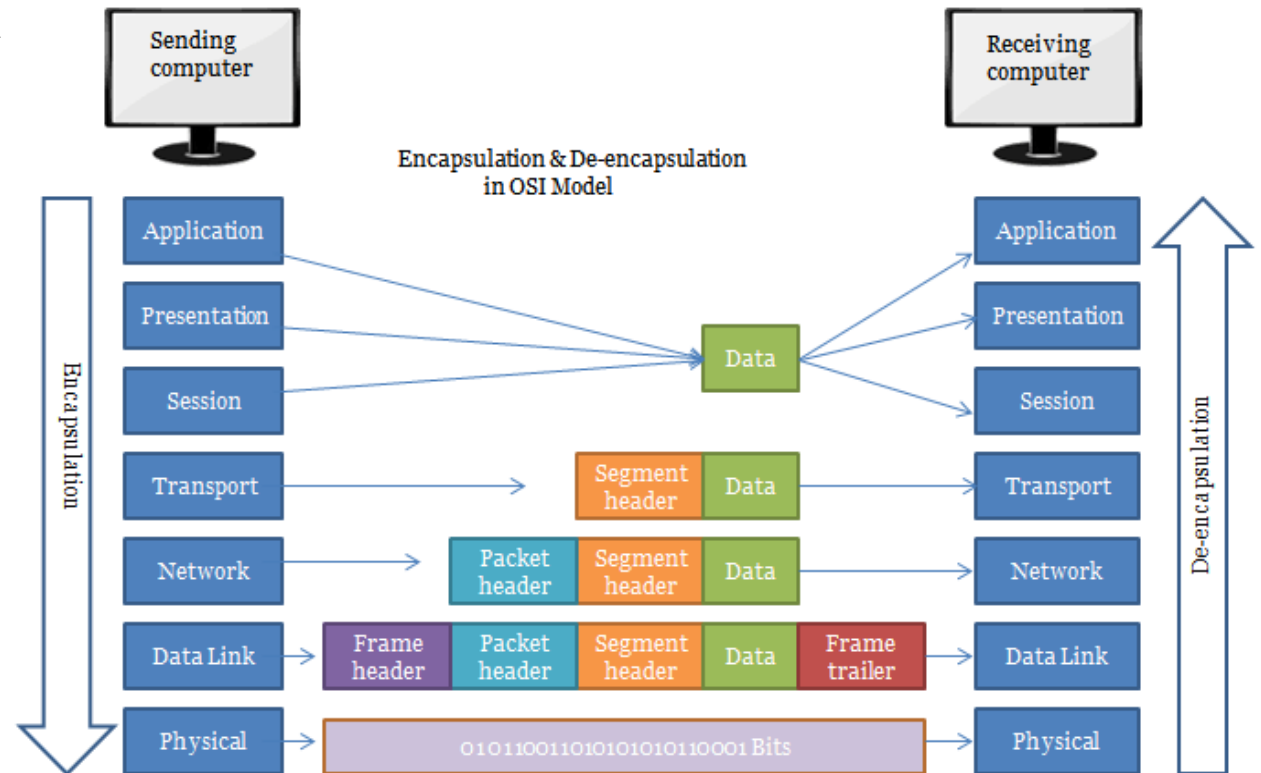 Sending
computer
Receiving
computer
Encapsulation & De-encapsulation
in OSI Model
Application
Application
Presentation
Presentation
Data
Session
Session
Encapsulation
De-encapsulation
Transport
Segment
header
Data
Transport
Network
Packet
header
Segment
header
Data
Network
Data Link
Frame
header
Packet
header
Segment
header
Data
Frame
trailer
Data Link
Physical
010110011010101010110001 Bits
Physical